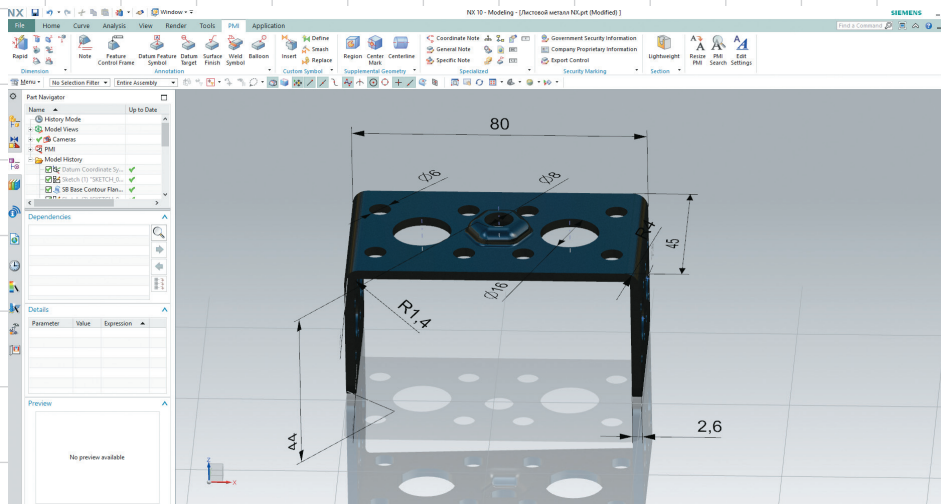 NX
Window
NX 10 - Modeling - [Листовой металл NX.prt (Modified) ]
SIEMENS
File Home Curve Analysis View Render Tools PMI Application
Find a Command
Rapid
Note
Feature Control Frame
Datum Feature Symbol
Datum Target
Surface Finish
Weld Symbol
Balloon
Insert
Define
Smash
Replace
Region
Center Mark
Centerline
Coordinate Note
General Note
Specific Note
Government Security Information
Company Proprietary Information
Export Control
Lightweight
Resize PMI
PMI Search
Edit Settings
Dimension
Annotation
Custom Symbol
Supplemental Geometry
Specialized
Security Marking
Section
Menu
No Selection Filter
Entire Assembly
Part Navigator
Name
Up to Date
History Mode
Model Views
Cameras
PMI
Model History
Datum Coordinate Sy...
Sketch (1) "SKETCH_0...
SB Base Contour Flan...
Dependencies
Details
Parameter Value Expression
Preview
No preview available
80
Ø6
Ø8
R4
45
Ø16
R1,4
44
2,6
Z
X